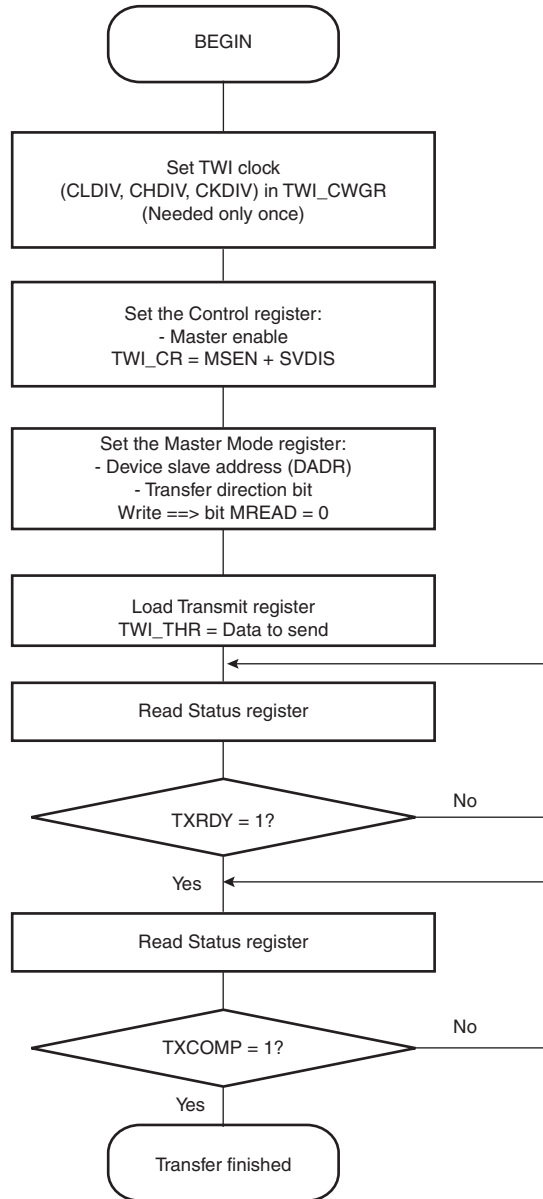 BEGIN
Set TWI clock
(CLDIV, CHDIV, CKDIV) in TWI_CWGR
(Needed only once)
Set the Control register:
- Master enable
TWI_CR = MSEN + SVDIS
Set the Master Mode register:
- Device slave address (DADR)
- Transfer direction bit
Write ==> bit MREAD = 0
Load Transmit register
TWI_THR = Data to send
Read Status register
TXRDY = 1?
No
Yes
Read Status register
TXCOMP = 1?
No
Yes
Transfer finished